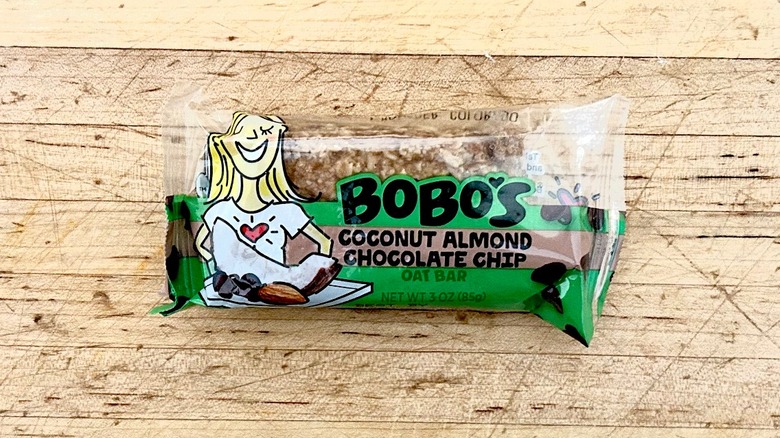 BOBO'S
COCONUT ALMOND
CHOCOLATE CHIP
OAT BAR
NET WT 3 OZ (85g)